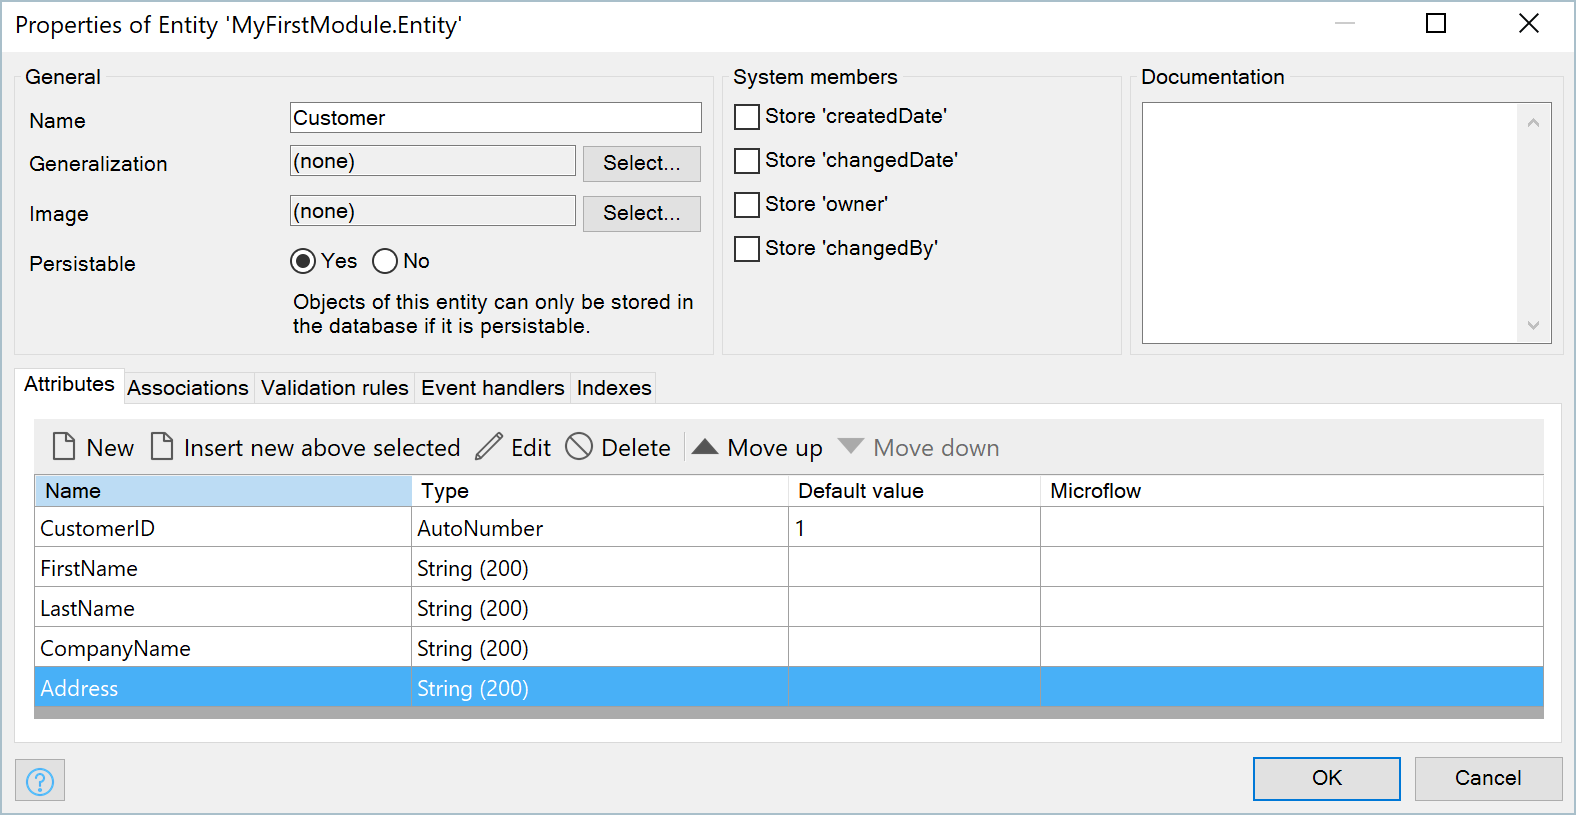 Properties of Entity 'MyFirstModule.Entity'
General
Name
Customer
Generalization
(none)
Select...
Image
(none)
Select...
Persistable
Yes
No
Objects of this entity can only be stored in
the database if it is persistable.
System members
Store 'createdDate'
Store 'changedDate'
Store 'owner'
Store 'changedBy'
Documentation
Attributes Associations Validation rules Event handlers Indexes
New Insert new above selected Edit Delete Move up Move down
Name Type Default value Microflow
CustomerID AutoNumber 1
FirstName String (200)
LastName String (200)
CompanyName String (200)
Address String (200)
?
OK
Cancel